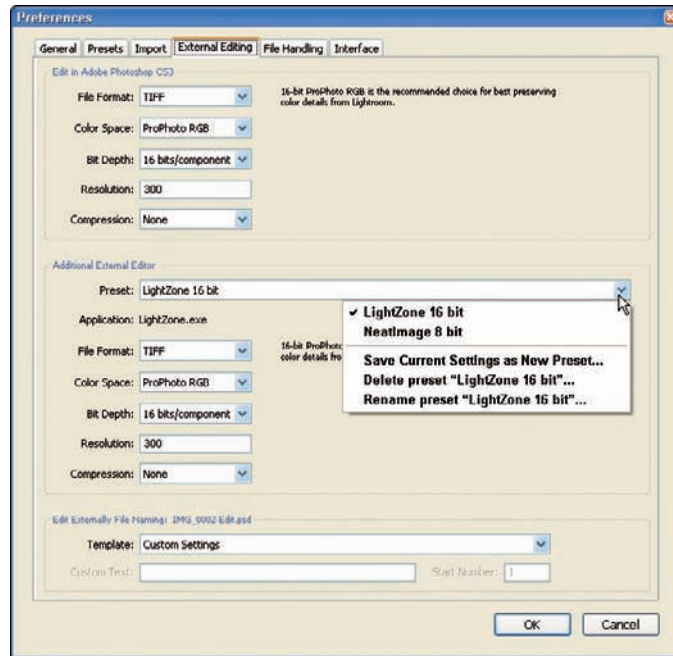 Preferences
General Presets Import External Editing File Handling Interface
Edit in Adobe Photoshop CS3
File Format: TIFF
16-bit ProPhoto RGB is the recommended choice for best preserving
color details from Lightroom.
Color Space: ProPhoto RGB
Bit Depth: 16 bits/component
Resolution: 300
Compression: None
Additional External Editor
Preset: LightZone 16 bit
LightZone 16 bit
NeatImage 8 bit
Save Current Settings as New Preset...
Delete preset "LightZone 16 bit"...
Rename preset "LightZone 16 bit"...
Application: LightZone.exe
File Format: TIFF
16-bit ProPhoto
color details fro
Color Space: ProPhoto RGB
Bit Depth: 16 bits/component
Resolution: 300
Compression: None
Edit Externally File Naming: IMG_0002-Edit.psd
Template: Custom Settings
Custom Text:
Start Number: 1
OK Cancel